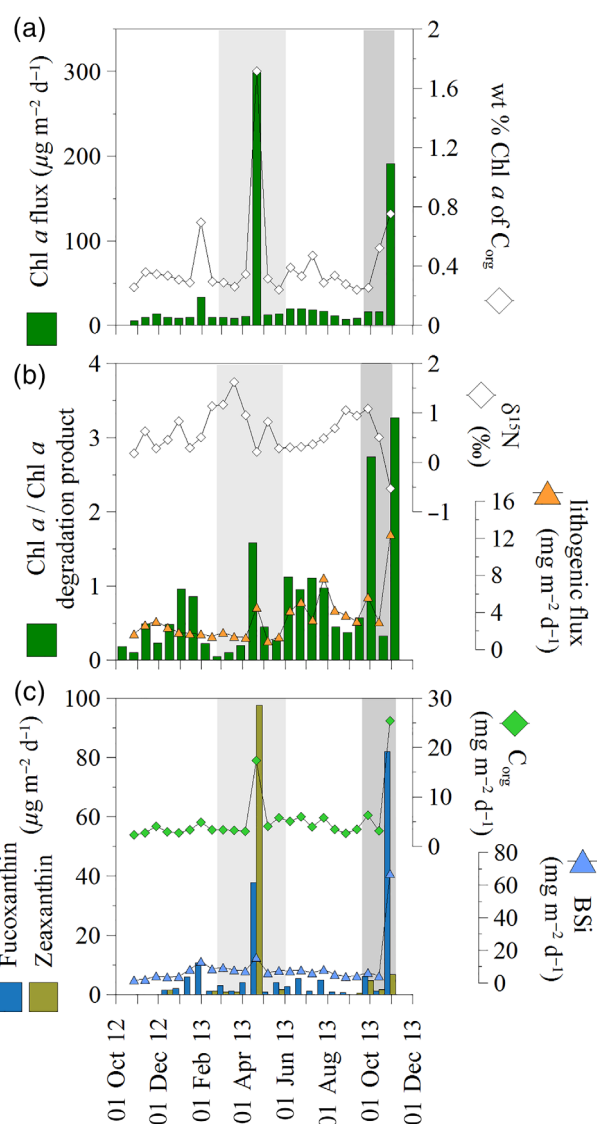 (a)
Chl a flux (µg m⁻² d⁻¹)
300
200
100
0
2
1.6
1.2
0.8
0.4
0
wt % Chl a of Corg
(b)
Chl a / Chl a
degradation product
4
3
2
1
0
2
1
0
−1
δ¹⁵N
(‰)
16
12
8
4
0
lithogenic flux
(mg m⁻² d⁻¹)
(c)
Fucoxanthin
Zeaxanthin
(µg m⁻² d⁻¹)
100
80
60
40
20
0
30
20
10
0
Corg
(mg m⁻² d⁻¹)
80
60
40
20
0
BSi
(mg m⁻² d⁻¹)
01 Oct 12
01 Dec 12
01 Feb 13
01 Apr 13
01 Jun 13
01 Aug 13
01 Oct 13
01 Dec 13